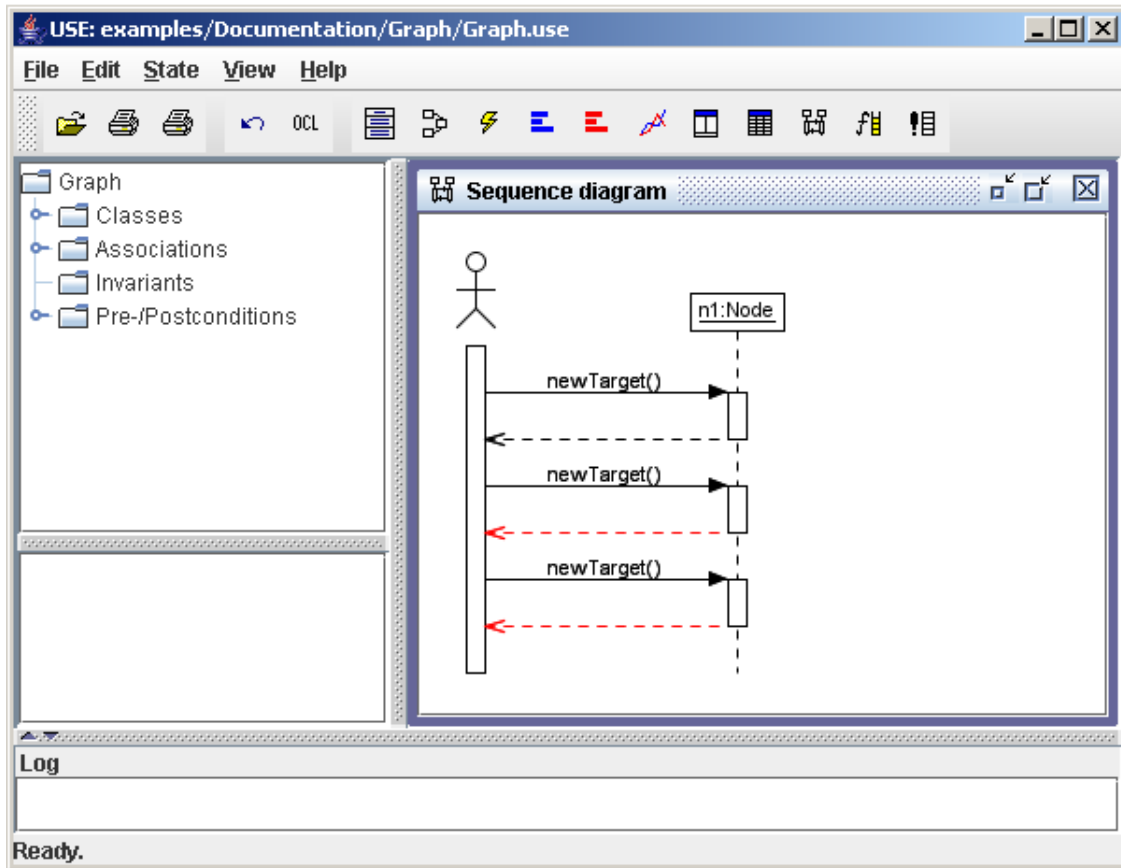 USE: examples/Documentation/Graph/Graph.use
File Edit State View Help
OCL
Graph
Classes
Associations
Invariants
Pre-/Postconditions
Sequence diagram
n1:Node
newTarget()
newTarget()
newTarget()
Log
Ready.